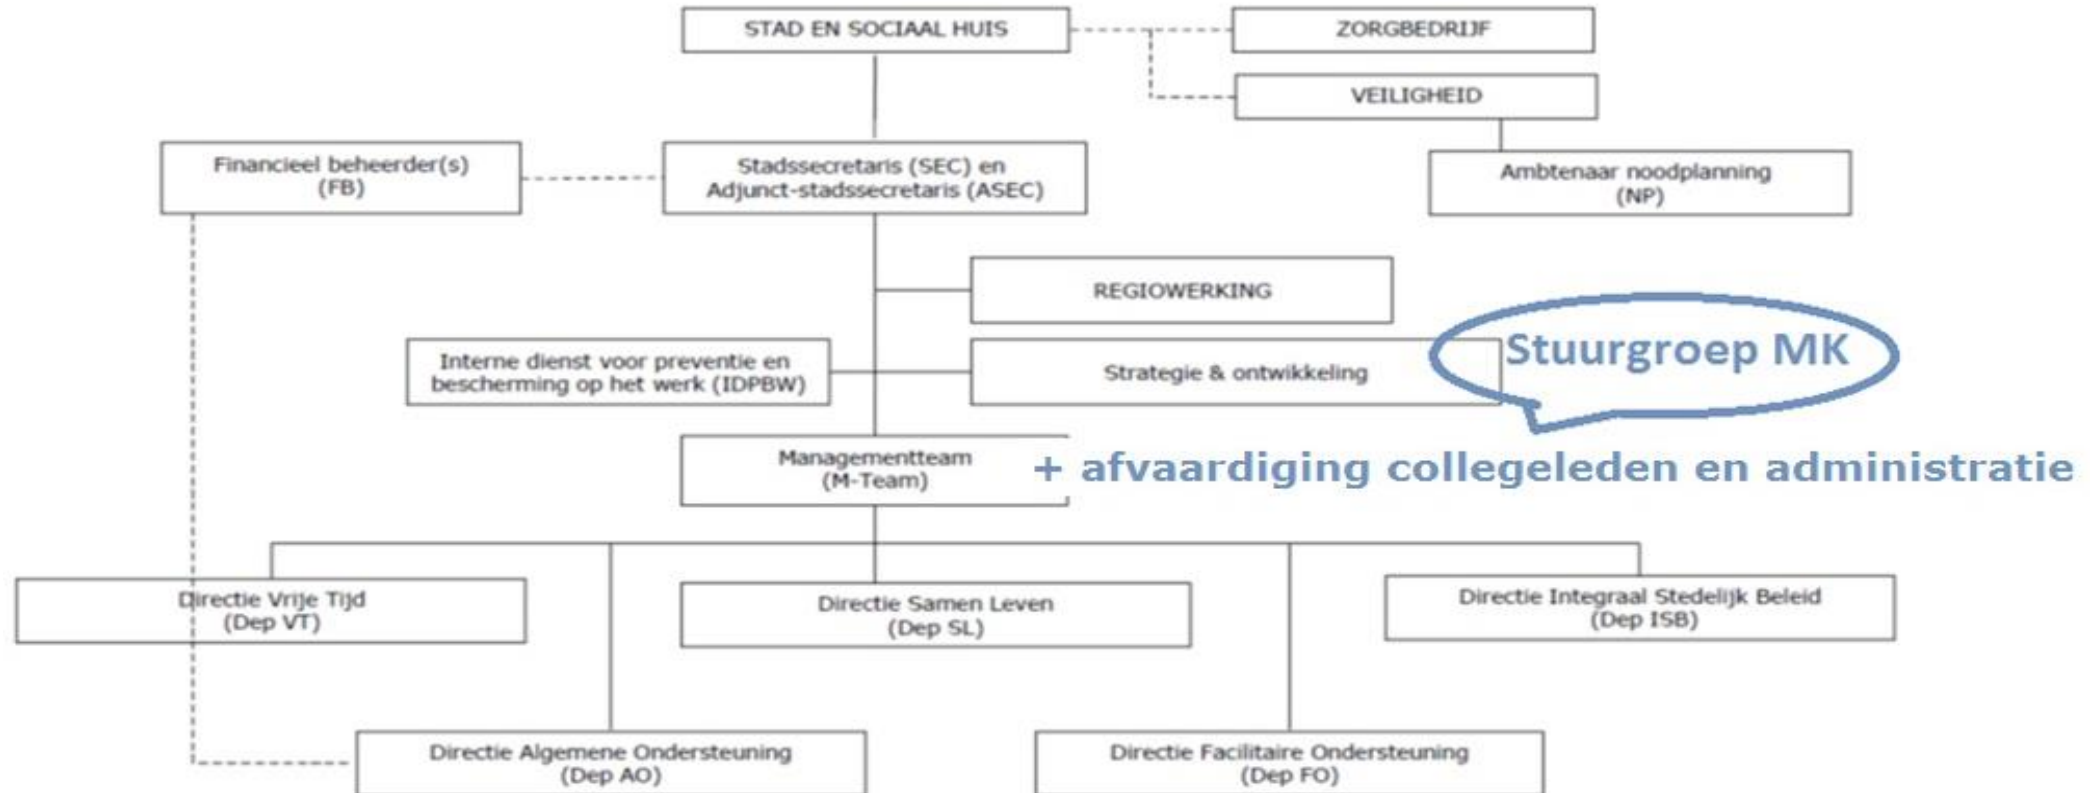 STAD EN SOCIAAL HUIS
ZORGBEDRIJF
VEILIGHEID
Financieel beheerder(s)
(FB)
Stadssecretaris (SEC) en
Adjunct-stadssecretaris (ASEC)
Ambtenaar noodplanning
(NP)
REGIOWERKING
Interne dienst voor preventie en
bescherming op het werk (IDPBW)
Strategie & ontwikkeling
Stuurgroep MK
Managementteam
(M-Team)
+ afvaardiging collegeleden en administratie
Directie Vrije Tijd
(Dep VT)
Directie Samen Leven
(Dep SL)
Directie Integraal Stedelijk Beleid
(Dep ISB)
Directie Algemene Ondersteuning
(Dep AO)
Directie Facilitaire Ondersteuning
(Dep FO)